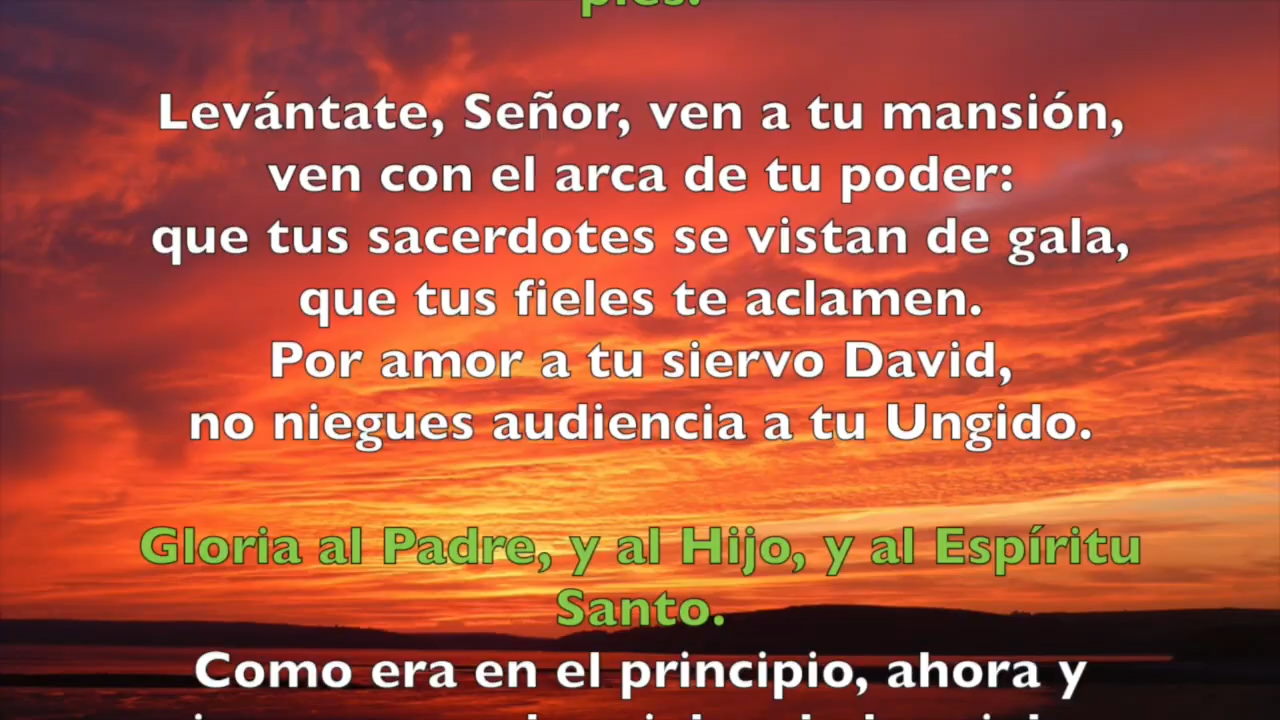 pies.
Levántate, Señor, ven a tu mansión,
ven con el arca de tu poder:
que tus sacerdotes se vistan de gala,
que tus fieles te aclamen.
Por amor a tu siervo David,
no niegues audiencia a tu Ungido.
Gloria al Padre, y al Hijo, y al Espíritu
Santo.
Como era en el principio, ahora y